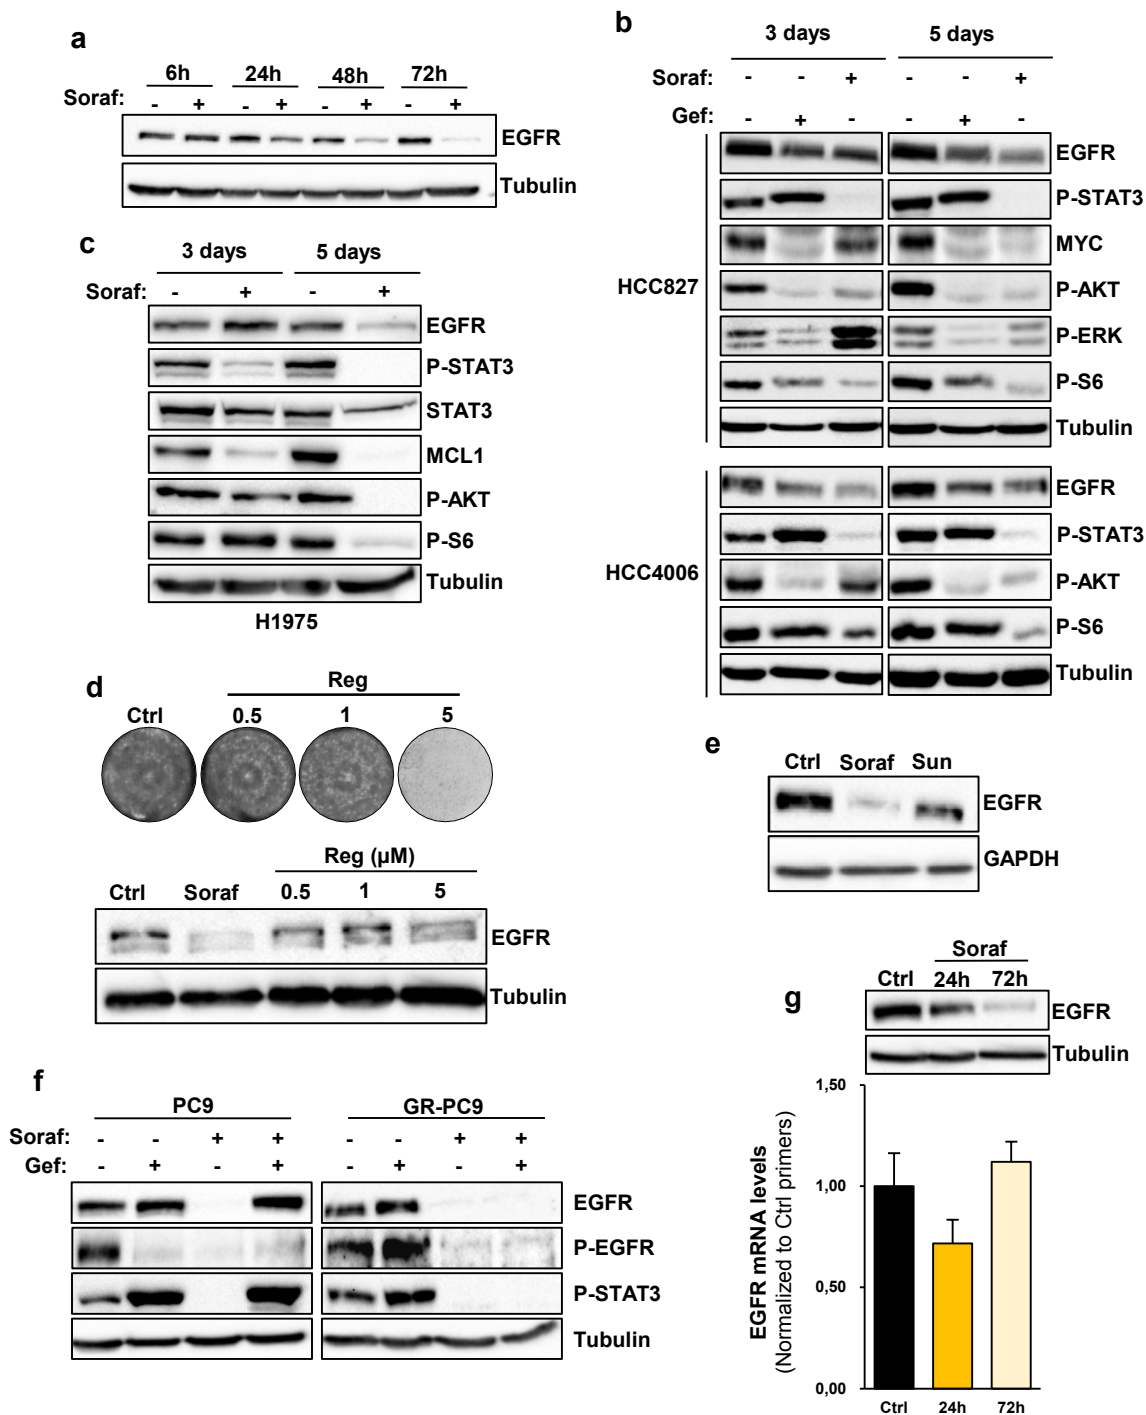 a
6h 24h 48h 72h
Soraf: - + - + - + - +
EGFR
Tubulin
b
3 days 5 days
Soraf: - - + - - +
Gef: - + - - + -
HCC827
EGFR
P-STAT3
MYC
P-AKT
P-ERK
P-S6
Tubulin
HCC4006
EGFR
P-STAT3
P-AKT
P-S6
Tubulin
c
3 days 5 days
Soraf: - + - +
EGFR
P-STAT3
STAT3
MCL1
P-AKT
P-S6
Tubulin
H1975
d
Reg
Ctrl 0.5 1 5
Reg (µM)
Ctrl Soraf 0.5 1 5
EGFR
Tubulin
e
Ctrl Soraf Sun
EGFR
GAPDH
f
PC9 GR-PC9
Soraf: - - + + - - + +
Gef: - + - + - + - +
EGFR
P-EGFR
P-STAT3
Tubulin
g
Soraf
Ctrl 24h 72h
EGFR
Tubulin
EGFR mRNA levels
(Normalized to Ctrl primers)
1,50
1,00
0,50
0,00
Ctrl 24h 72h